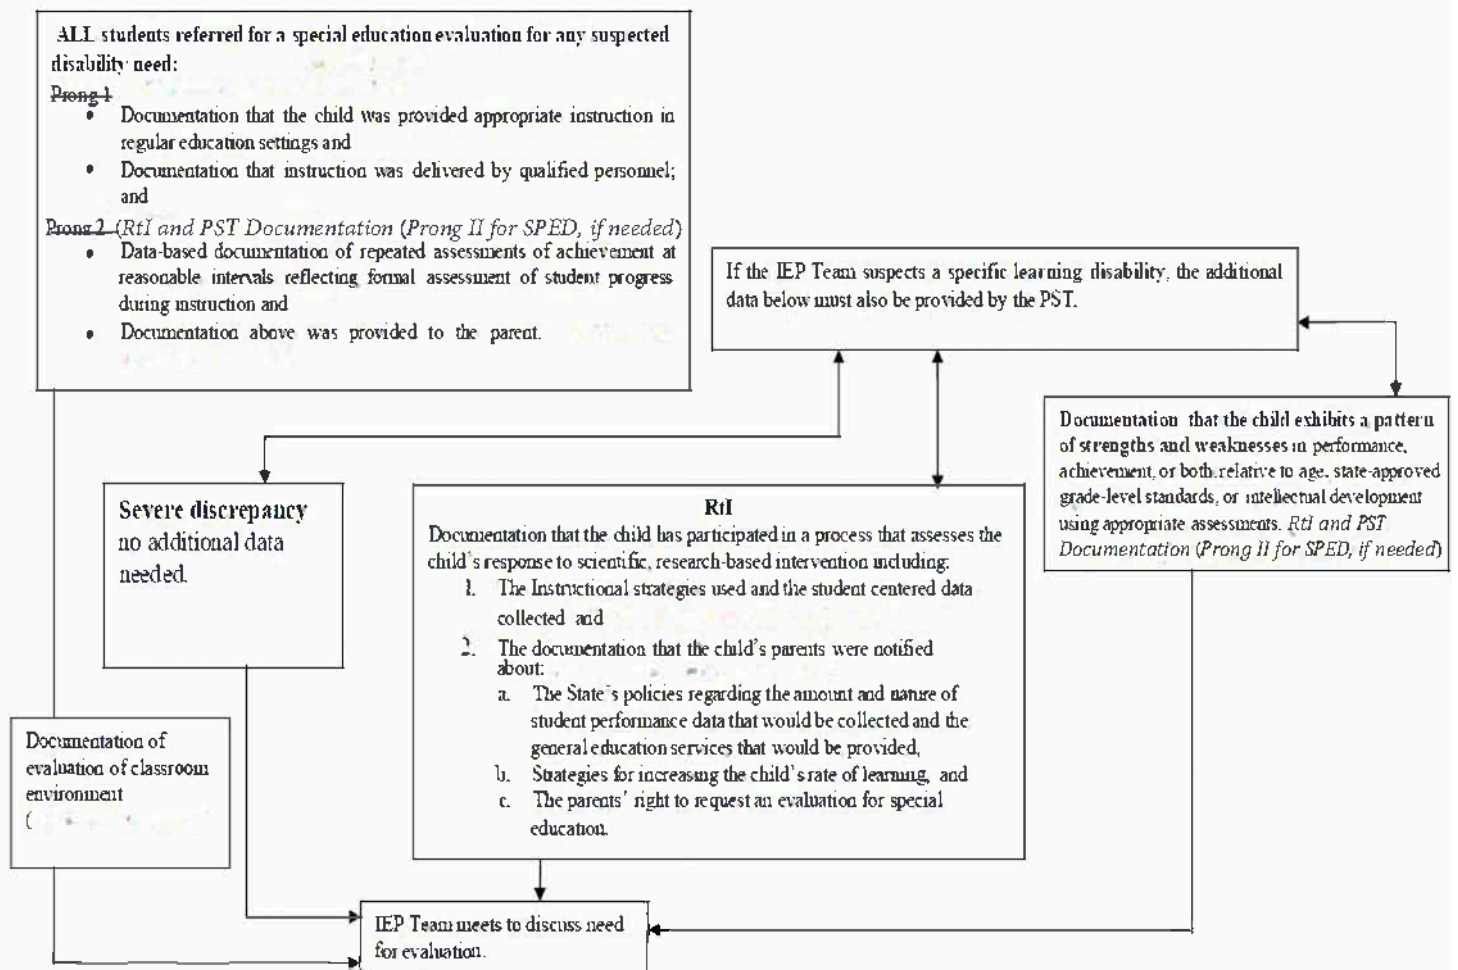 ALL students referred for a special education evaluation for any suspected
disability need:
Prong 1
• Documentation that the child was provided appropriate instruction in
regular education settings and
• Documentation that instruction was delivered by qualified personnel;
and
Prong 2 (RtI and PST Documentation (Prong II for SPED, if needed)
• Data-based documentation of repeated assessments of achievement at
reasonable intervals reflecting formal assessment of student progress
during instruction and
• Documentation above was provided to the parent.
If the IEP Team suspects a specific learning disability, the additional
data below must also be provided by the PST.
Documentation that the child exhibits a pattern
of strengths and weaknesses in performance,
achievement, or both, relative to age, state-approved
grade-level standards, or intellectual development
using appropriate assessments. RtI and PST
Documentation (Prong II for SPED, if needed)
Severe discrepancy
no additional data
needed.
RtI
Documentation that the child has participated in a process that assesses the
child's response to scientific, research-based intervention including:
1. The Instructional strategies used and the student centered data
collected and
2. The documentation that the child's parents were notified
about:
a. The State's policies regarding the amount and nature of
student performance data that would be collected and the
general education services that would be provided,
b. Strategies for increasing the child's rate of learning, and
c. The parents' right to request an evaluation for special
education.
Documentation of
evaluation of classroom
environment
(
IEP Team meets to discuss need
for evaluation.